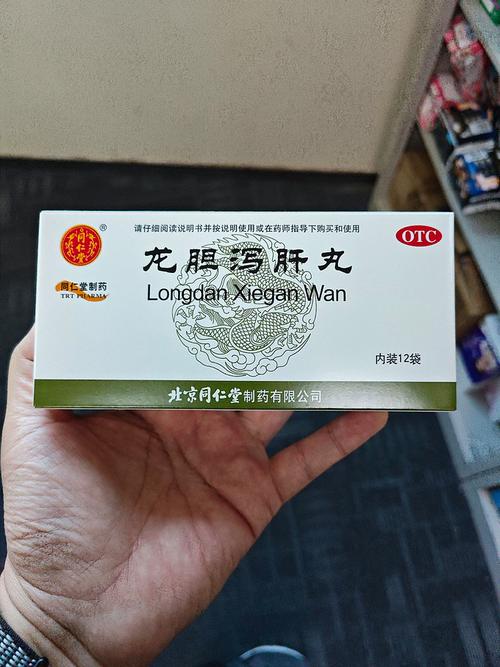 请仔细阅读说明书并按说明使用或在药师指导下购买和使用
OTC
同仁堂
®
同仁堂制药
TRT PHARMA
龙胆泻肝丸
Longdan Xiegan Wan
内装12袋
北京同仁堂制药有限公司